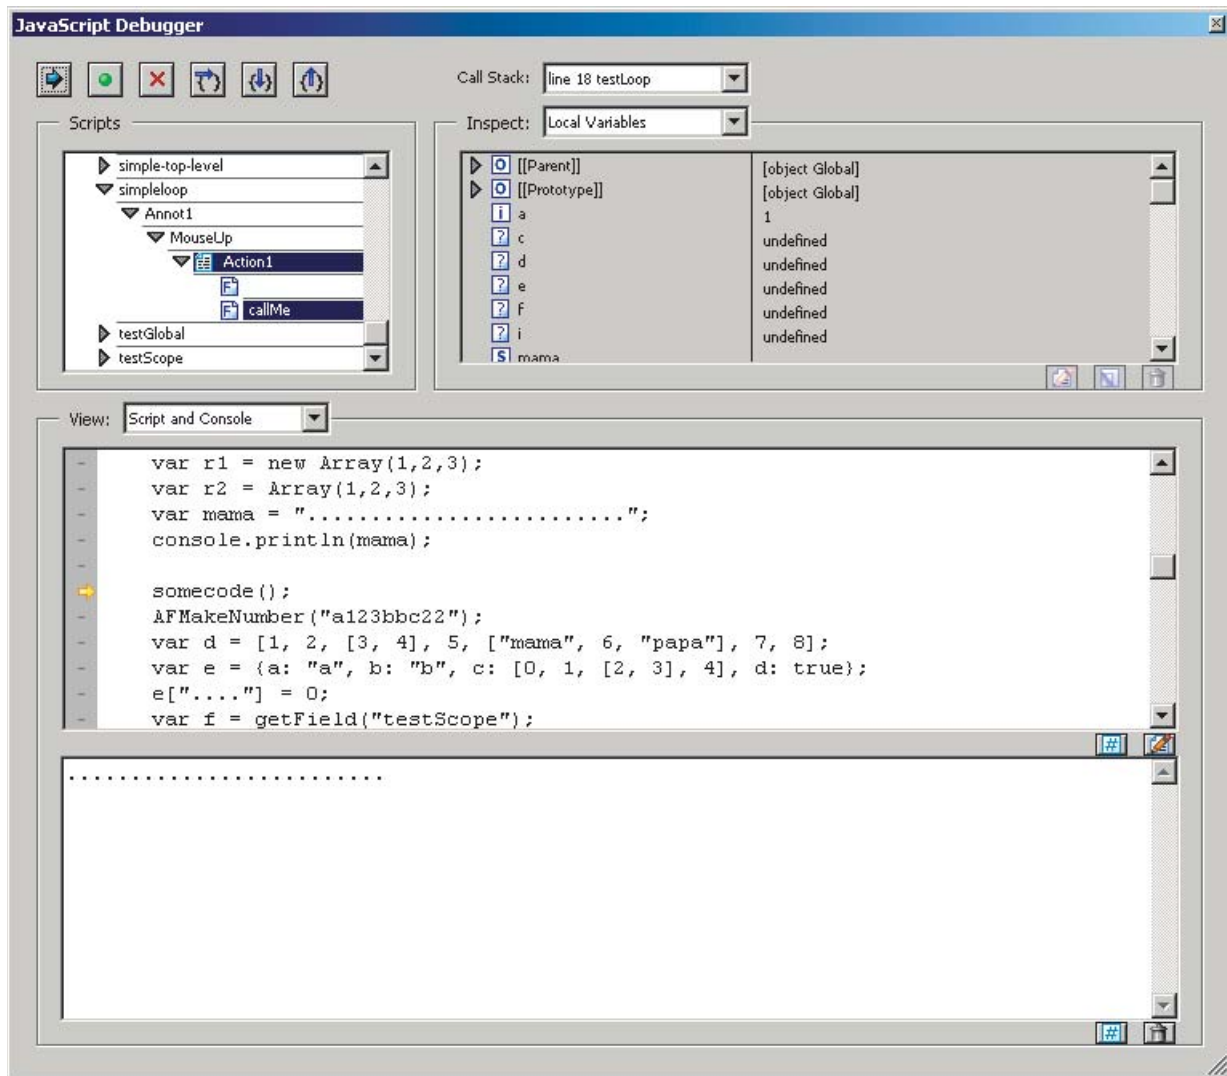 JavaScript Debugger
Call Stack: line 18 testLoop
Scripts
simple-top-level
simpleloop
Annot1
MouseUp
Action1
callMe
testGlobal
testScope
Inspect: Local Variables
[[Parent]] [object Global]
[[Prototype]] [object Global]
a 1
c undefined
d undefined
e undefined
f undefined
i undefined
mama
View: Script and Console
var r1 = new Array(1,2,3);
var r2 = Array(1,2,3);
var mama = ".........................";
console.println(mama);
somecode();
AFMakeNumber("a123bbc22");
var d = [1, 2, [3, 4], 5, ["mama", 6, "papa"], 7, 8];
var e = {a: "a", b: "b", c: [0, 1, [2, 3], 4], d: true};
e["...."] = 0;
var f = getField("testScope");
.........................